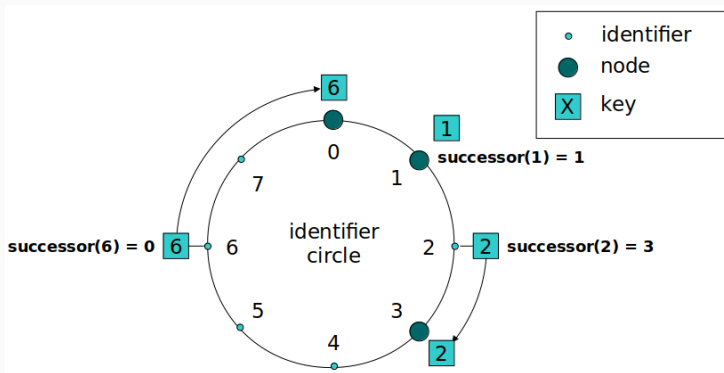 identifier
node
X key
6
1
0
successor(1) = 1
1
7
identifier
circle
successor(6) = 0
6
6
2
2
successor(2) = 3
5
3
4
2